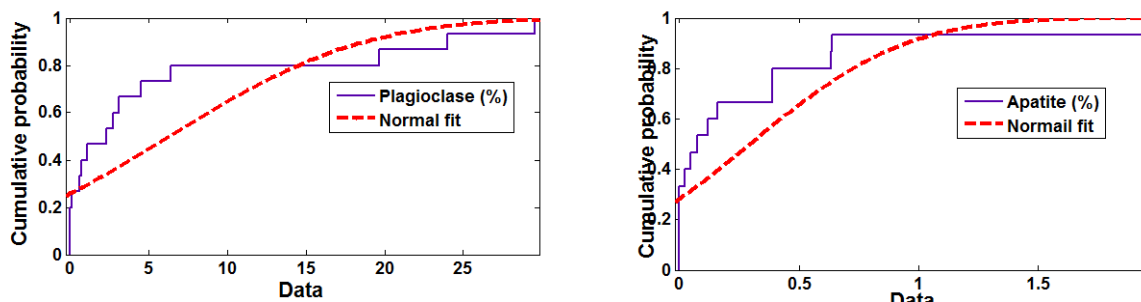 Cumulative probability
1
0.8
0.6
0.4
0.2
0
0 5 10 15 20 25
Data
Plagioclase (%)
Normal fit
Cumulative probability
1
0.8
0.6
0.4
0.2
0
0 0.5 1 1.5
Data
Apatite (%)
Normail fit